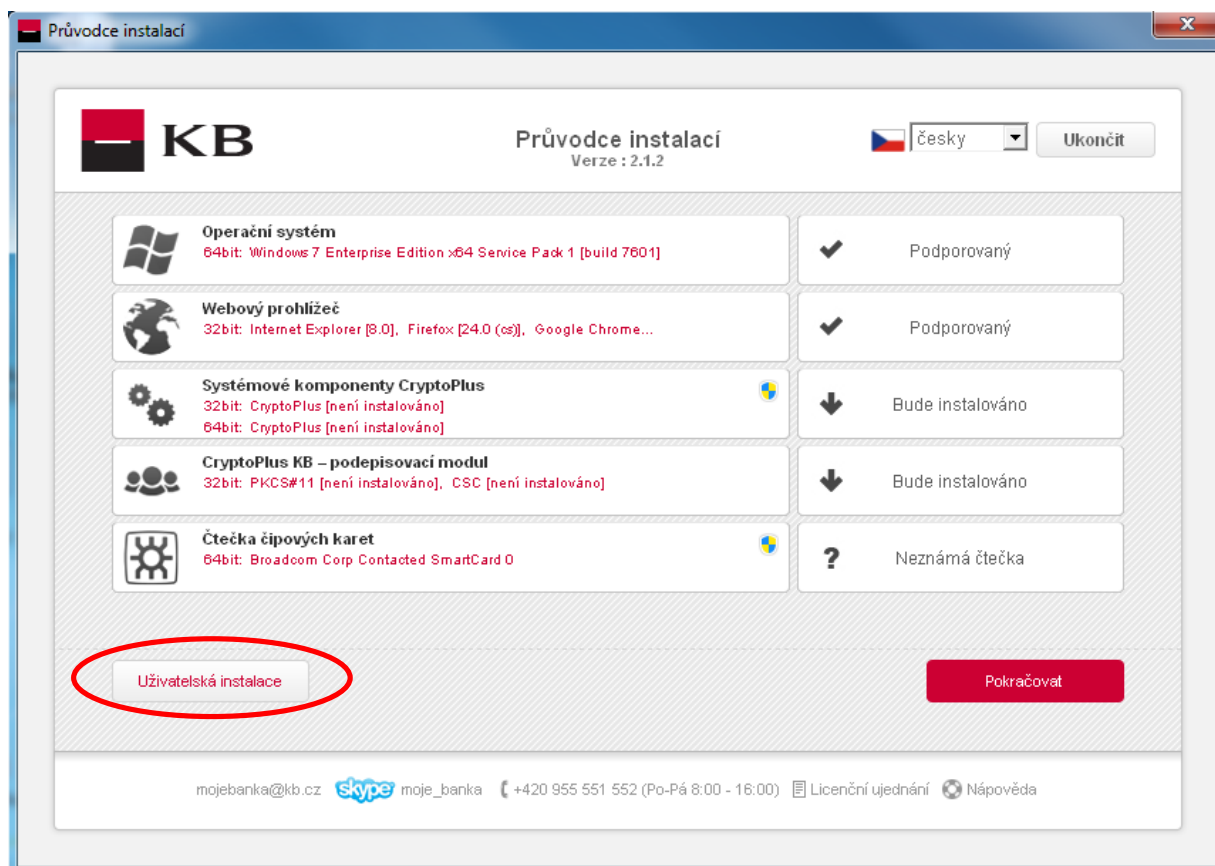 Průvodce instalací
KB
Průvodce instalací
Verze : 2.1.2
česky
Ukončit
Operační systém
64bit: Windows 7 Enterprise Edition x64 Service Pack 1 [build 7601]
Podporovaný
Webový prohlížeč
32bit: Internet Explorer [8.0], Firefox [24.0 (cs)], Google Chrome...
Podporovaný
Systémové komponenty CryptoPlus
32bit: CryptoPlus [není instalováno]
64bit: CryptoPlus [není instalováno]
Bude instalováno
CryptoPlus KB – podepisovací modul
32bit: PKCS#11 [není instalováno], CSC [není instalováno]
Bude instalováno
Čtečka čipových karet
64bit: Broadcom Corp Contacted SmartCard 0
? Neznámá čtečka
Uživatelská instalace
Pokračovat
mojebanka@kb.cz skype moje_banka +420 955 551 552 (Po-Pá 8:00 - 16:00) Licenční ujednání Nápověda